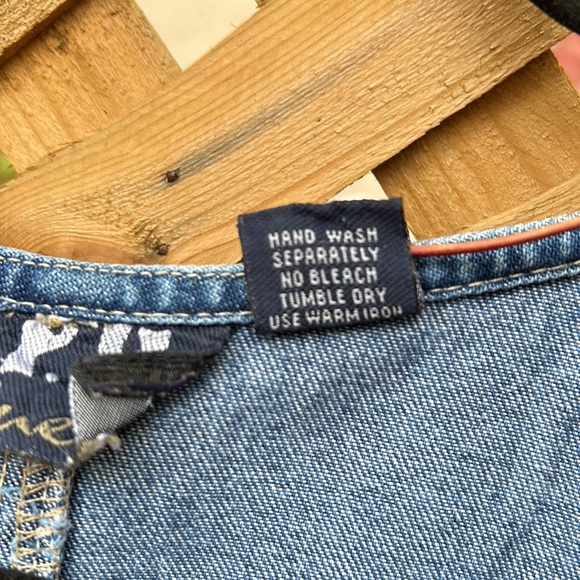 HAND WASH
SEPARATELY
NO BLEACH
TUMBLE DRY
USE WARM IRON